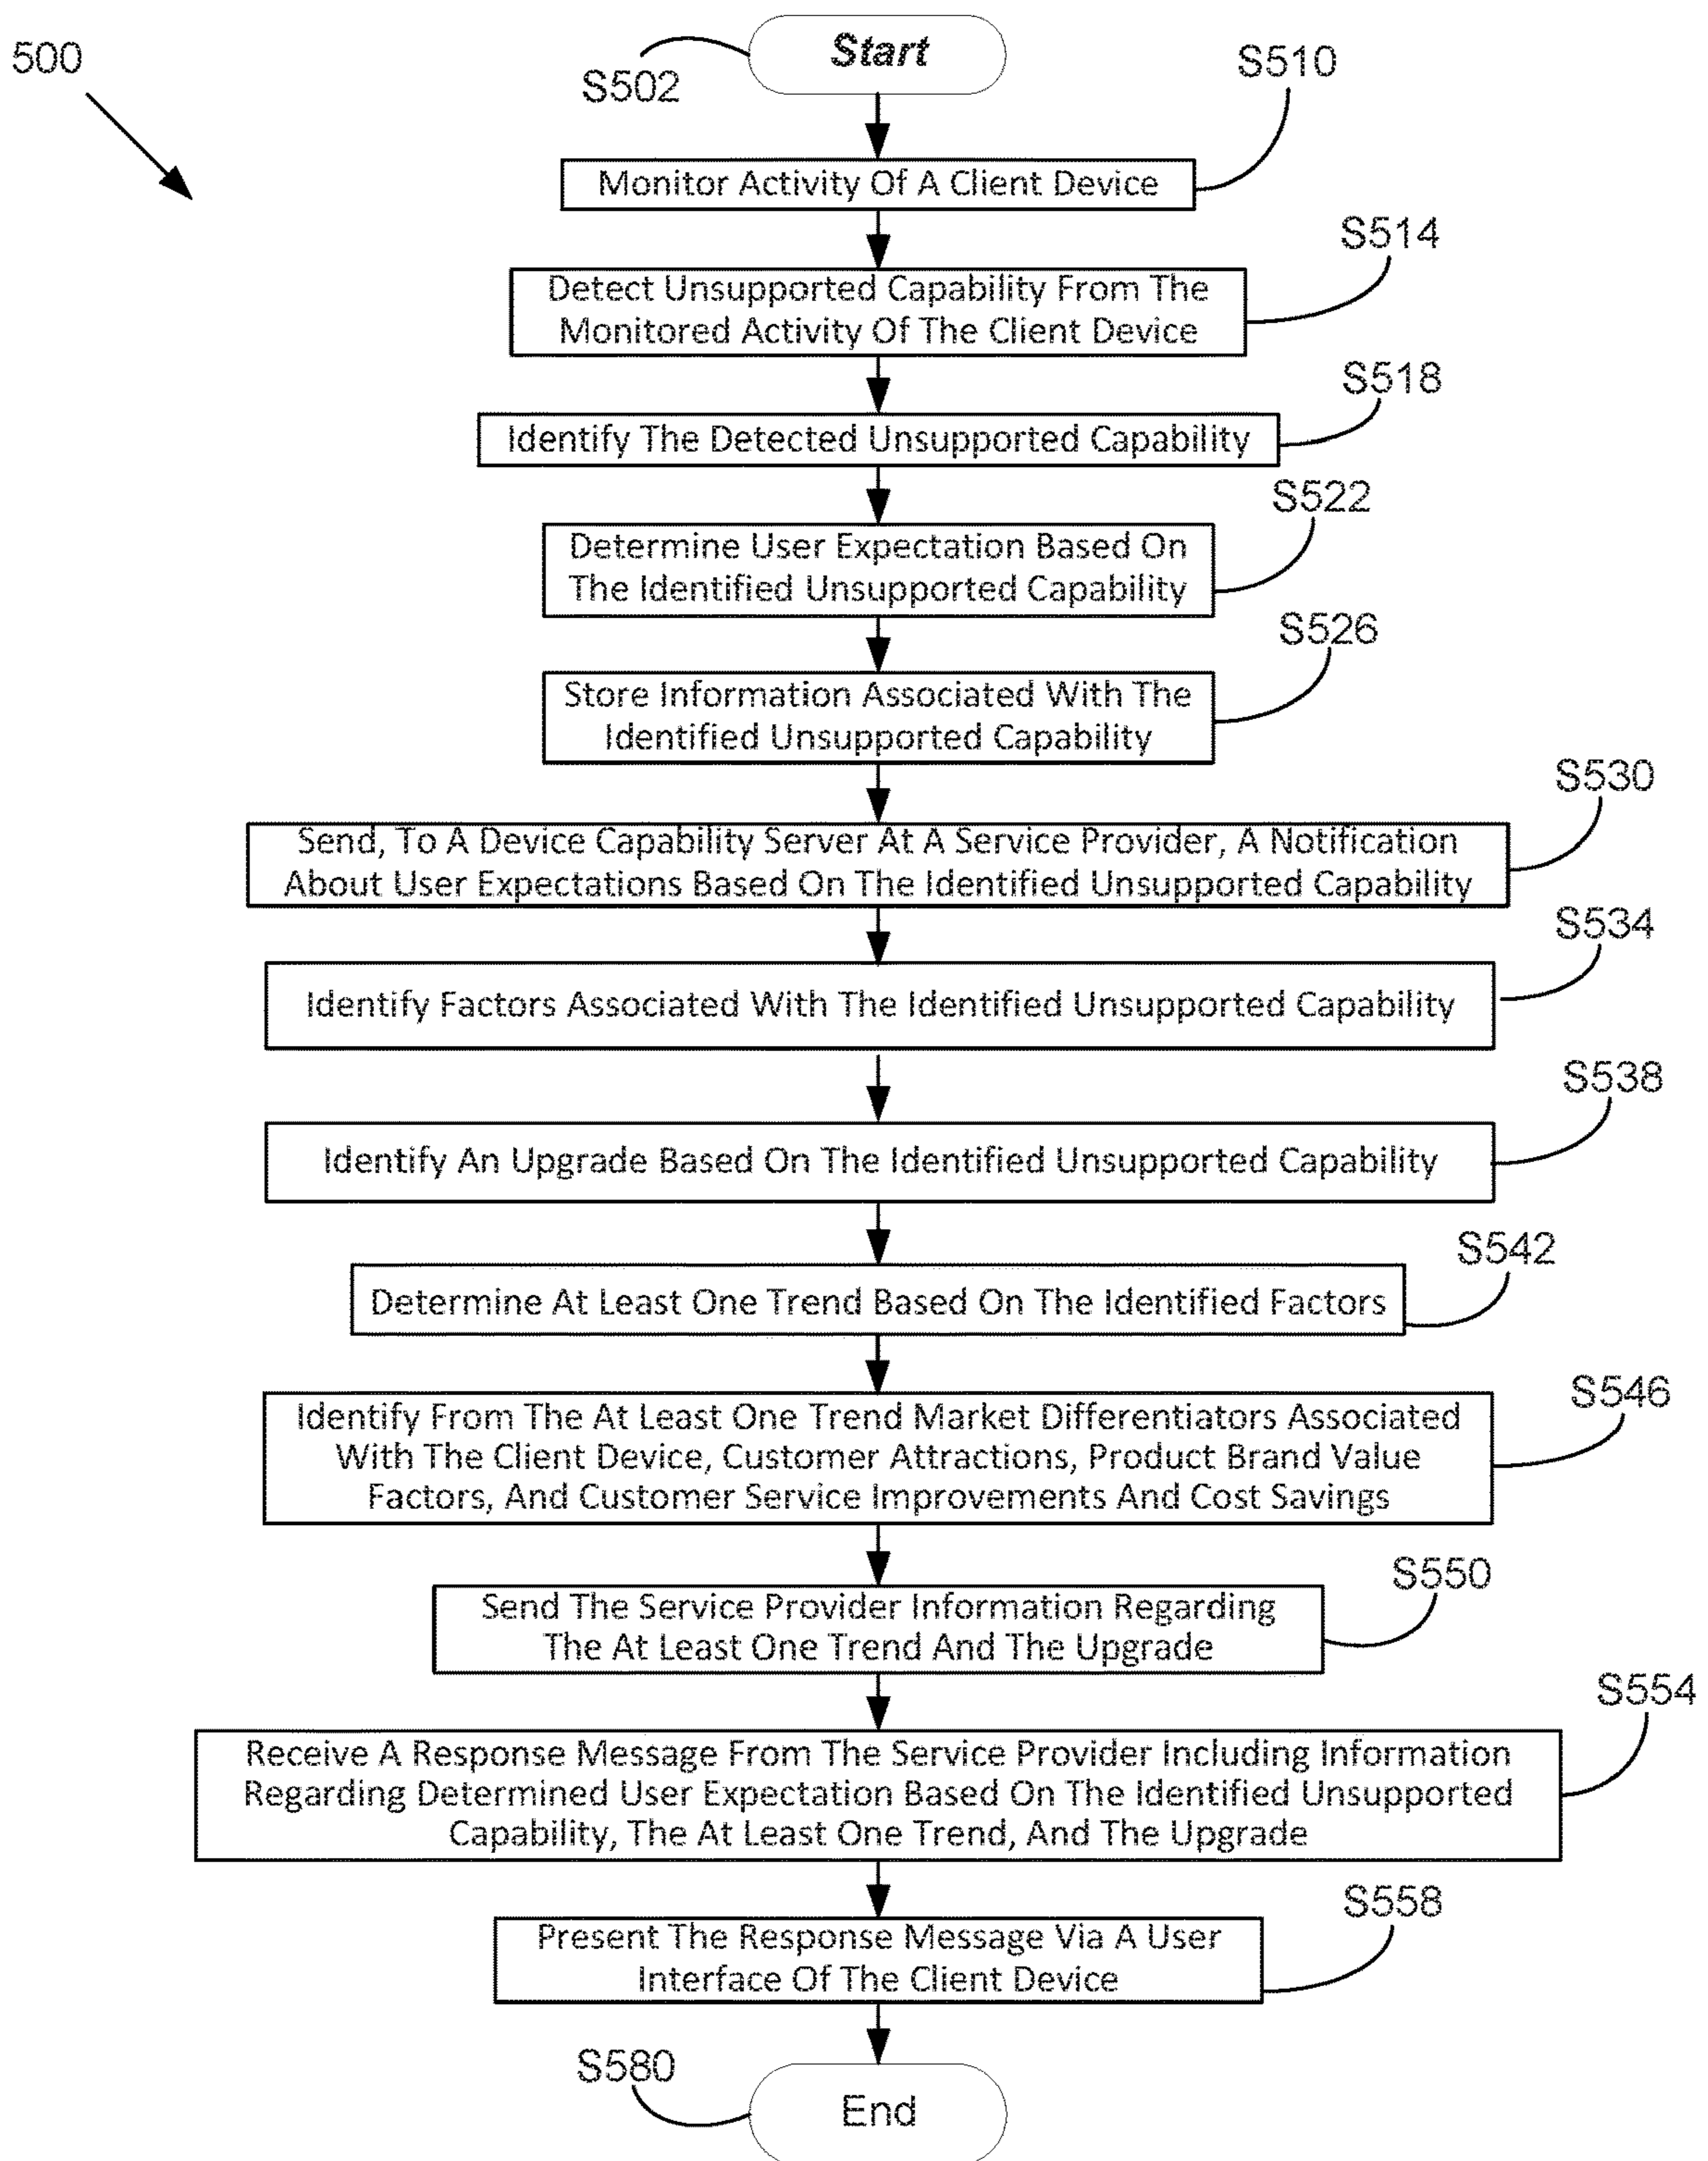 500
Start
S502
S510
Monitor Activity Of A Client Device
S514
Detect Unsupported Capability From The
Monitored Activity Of The Client Device
S518
Identify The Detected Unsupported Capability
S522
Determine User Expectation Based On
The Identified Unsupported Capability
S526
Store Information Associated With The
Identified Unsupported Capability
S530
Send, To A Device Capability Server At A Service Provider, A Notification
About User Expectations Based On The Identified Unsupported Capability
S534
Identify Factors Associated With The Identified Unsupported Capability
S538
Identify An Upgrade Based On The Identified Unsupported Capability
S542
Determine At Least One Trend Based On The Identified Factors
S546
Identify From The At Least One Trend Market Differentiators Associated
With The Client Device, Customer Attractions, Product Brand Value
Factors, And Customer Service Improvements And Cost Savings
S550
Send The Service Provider Information Regarding
The At Least One Trend And The Upgrade
S554
Receive A Response Message From The Service Provider Including Information
Regarding Determined User Expectation Based On The Identified Unsupported
Capability, The At Least One Trend, And The Upgrade
S558
Present The Response Message Via A User
Interface Of The Client Device
S580
End